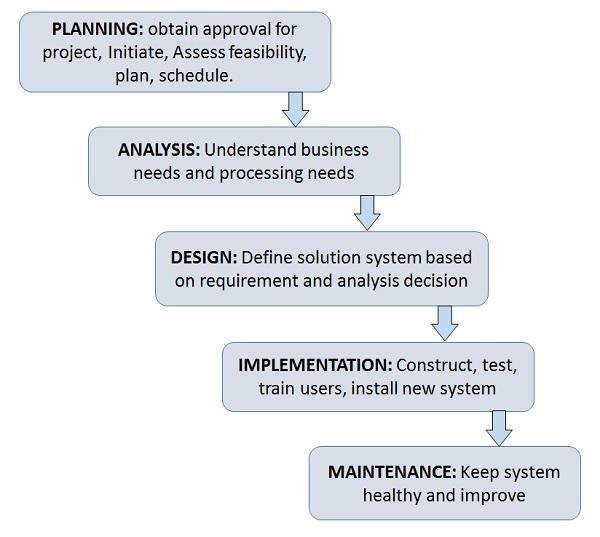 PLANNING: obtain approval for
project, Initiate, Assess feasibility,
plan, schedule.
ANALYSIS: Understand business
needs and processing needs
DESIGN: Define solution system based
on requirement and analysis decision
IMPLEMENTATION: Construct, test,
train users, install new system
MAINTENANCE: Keep system
healthy and improve